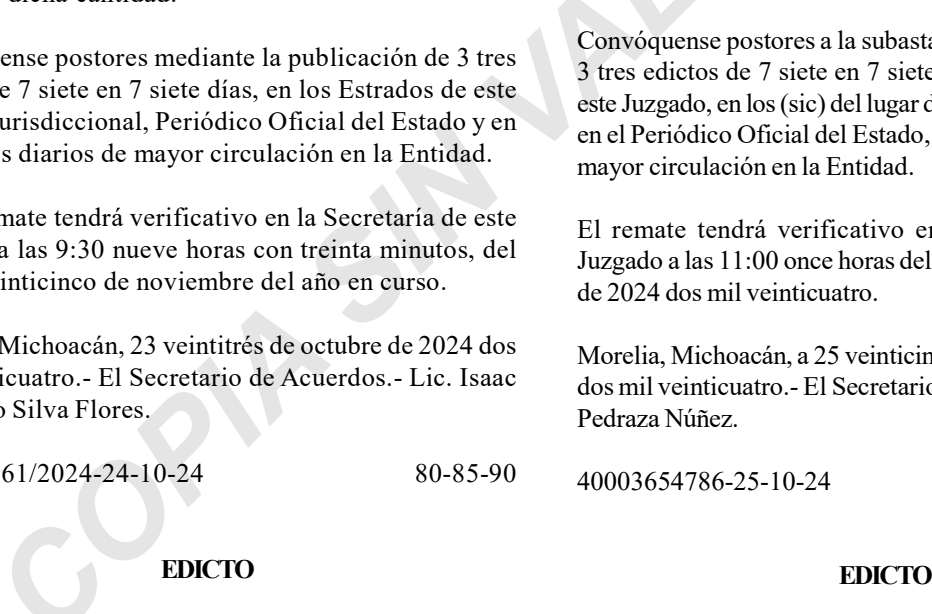 dicha cantidad.
ense postores mediante la publicación de 3 tres
e 7 siete en 7 siete días, en los Estrados de este
urisdiccional, Periódico Oficial del Estado y en
s diarios de mayor circulación en la Entidad.
mate tendrá verificativo en la Secretaría de este
a las 9:30 nueve horas con treinta minutos, del
inticinco de noviembre del año en curso.
Michoacán, 23 veintitrés de octubre de 2024 dos
icuatro.- El Secretario de Acuerdos.- Lic. Isaac
o Silva Flores.
61/2024-24-10-24 80-85-90
EDICTO
Convóquense postores a la subasta
3 tres edictos de 7 siete en 7 siete
este Juzgado, en los (sic) del lugar d
en el Periódico Oficial del Estado,
mayor circulación en la Entidad.
El remate tendrá verificativo en
Juzgado a las 11:00 once horas del
de 2024 dos mil veinticuatro.
Morelia, Michoacán, a 25 veinticin
dos mil veinticuatro.- El Secretario
Pedraza Núñez.
40003654786-25-10-24
EDICTO
COPIA SIN VAL